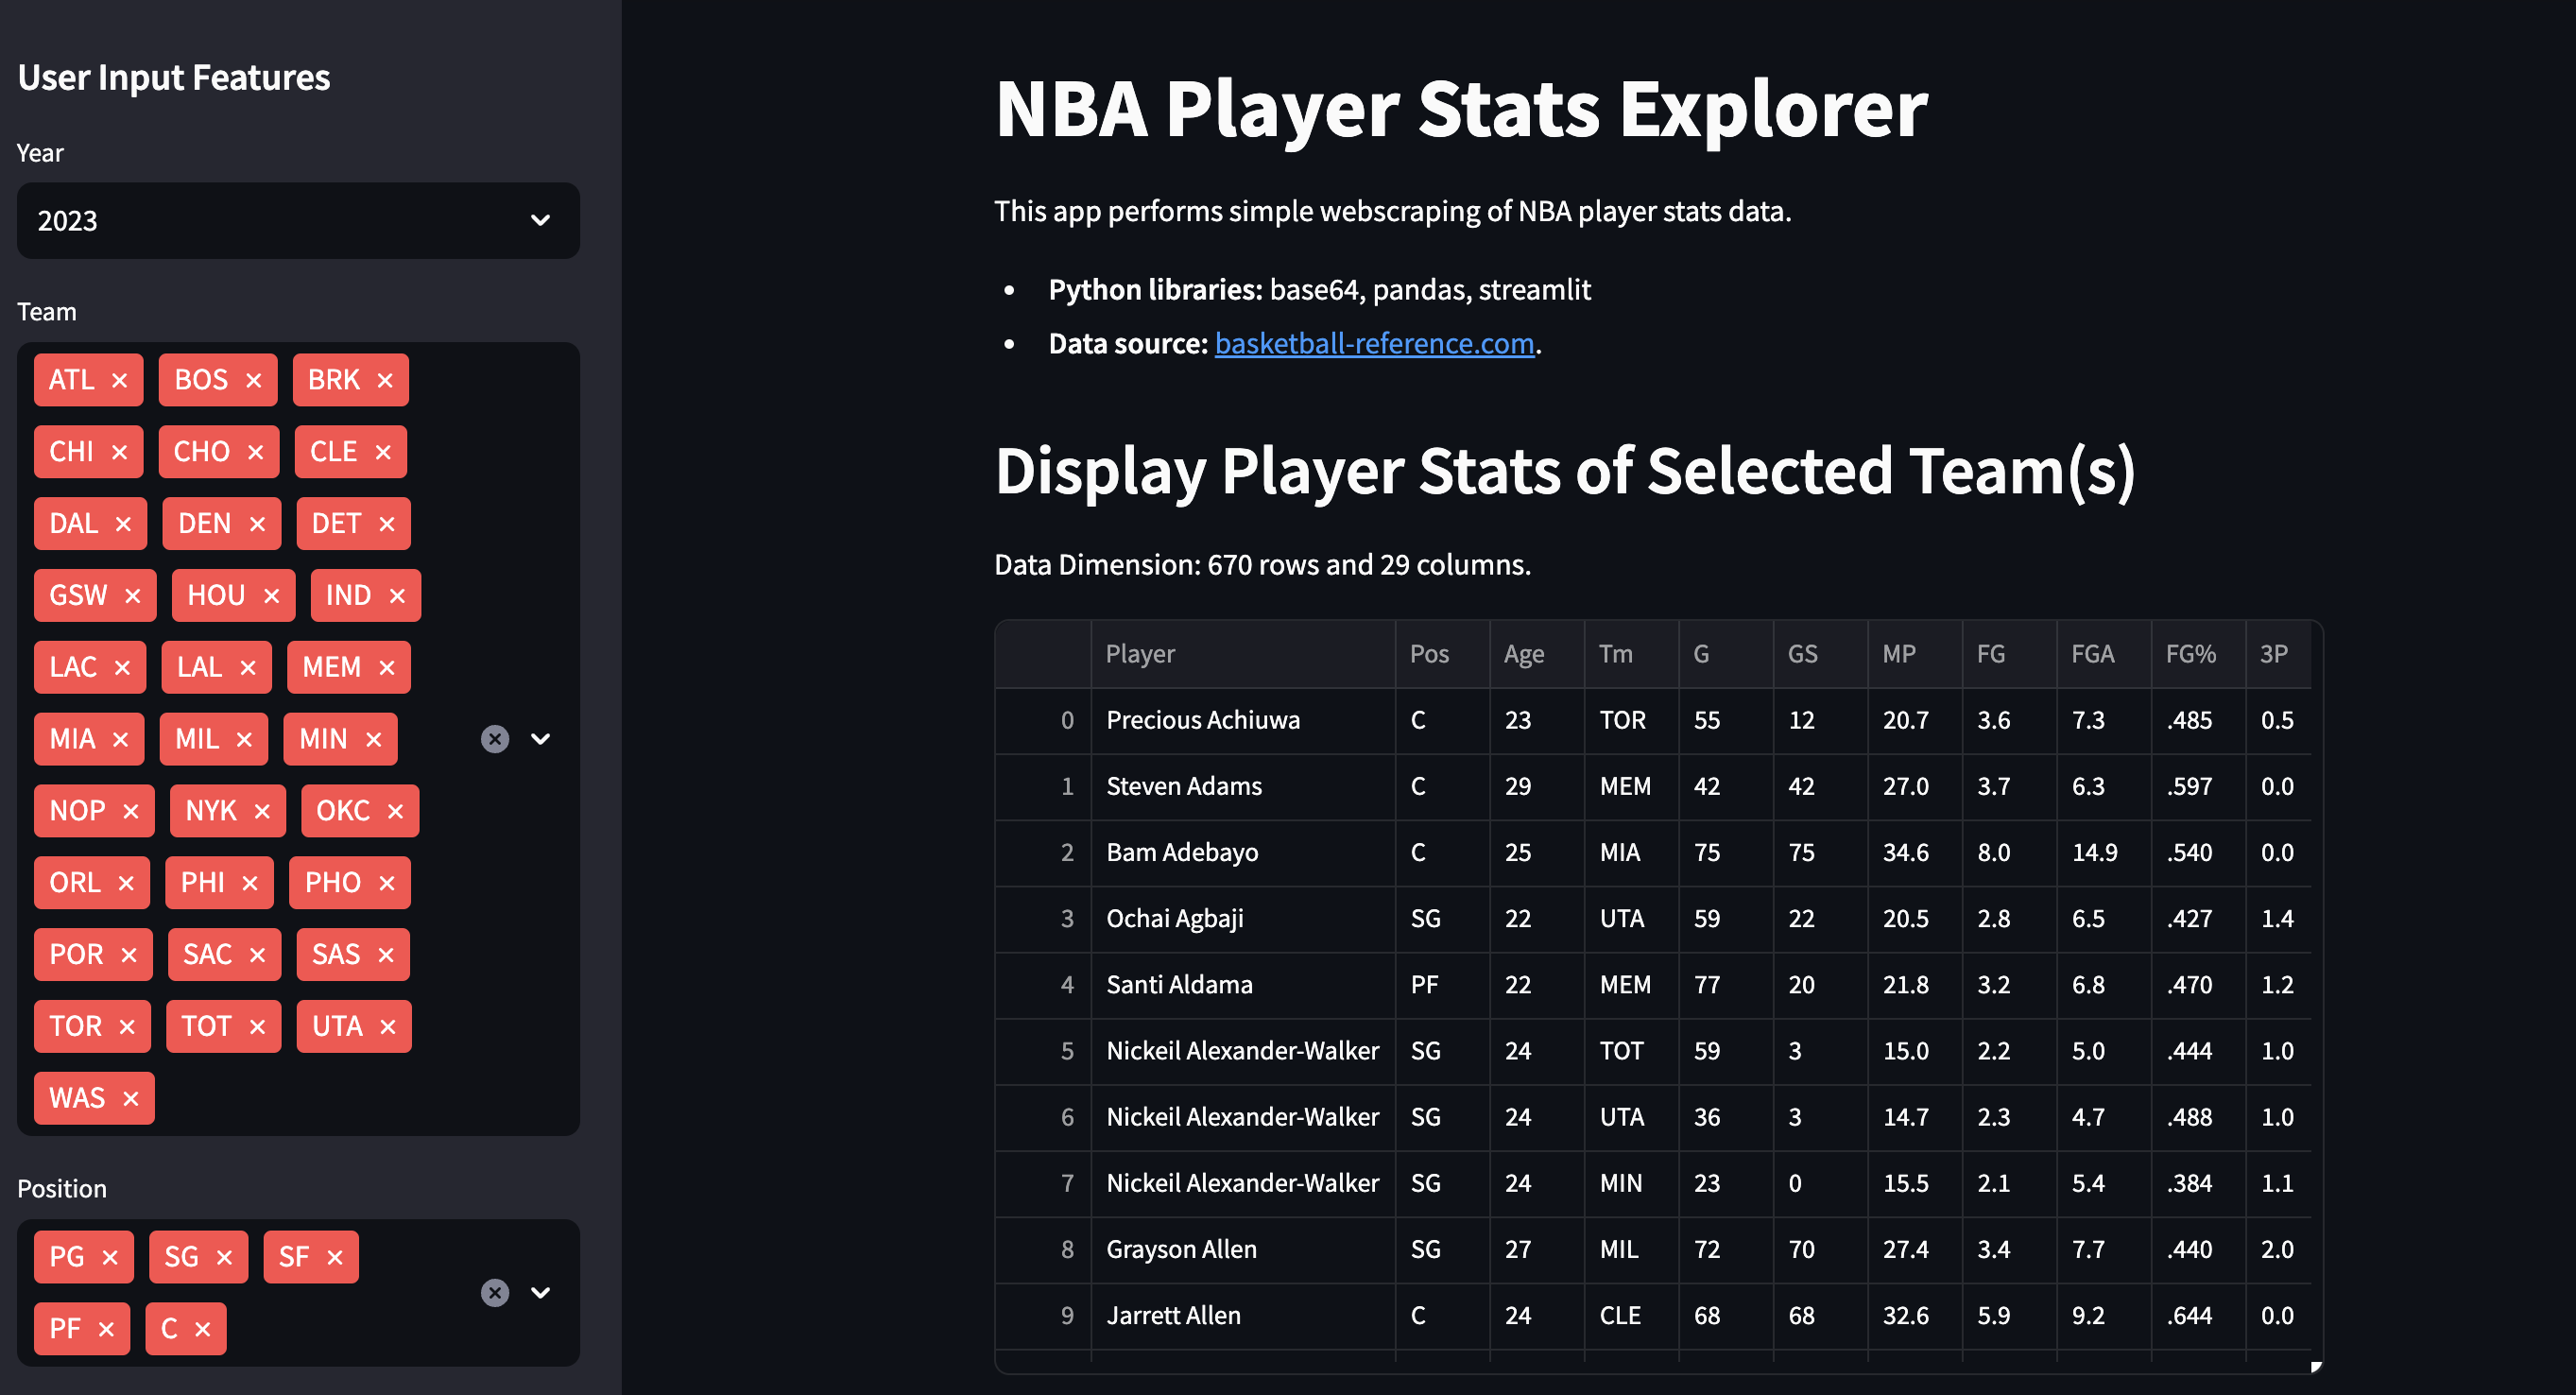 User Input Features
Year
2023
Team
ATL BOS BRK
CHI CHO CLE
DAL DEN DET
GSW HOU IND
LAC LAL MEM
MIA MIL MIN
NOP NYK OKC
ORL PHI PHO
POR SAC SAS
TOR TOT UTA
WAS
Position
PG SG SF
PF C
NBA Player Stats Explorer
This app performs simple webscraping of NBA player stats data.
• Python libraries: base64, pandas, streamlit
• Data source: basketball-reference.com.
Display Player Stats of Selected Team(s)
Data Dimension: 670 rows and 29 columns.
Player Pos Age Tm G GS MP FG FGA FG% 3P
0 Precious Achiuwa C 23 TOR 55 12 20.7 3.6 7.3 .485 0.5
1 Steven Adams C 29 MEM 42 42 27.0 3.7 6.3 .597 0.0
2 Bam Adebayo C 25 MIA 75 75 34.6 8.0 14.9 .540 0.0
3 Ochai Agbaji SG 22 UTA 59 22 20.5 2.8 6.5 .427 1.4
4 Santi Aldama PF 22 MEM 77 20 21.8 3.2 6.8 .470 1.2
5 Nickeil Alexander-Walker SG 24 TOT 59 3 15.0 2.2 5.0 .444 1.0
6 Nickeil Alexander-Walker SG 24 UTA 36 3 14.7 2.3 4.7 .488 1.0
7 Nickeil Alexander-Walker SG 24 MIN 23 0 15.5 2.1 5.4 .384 1.1
8 Grayson Allen SG 27 MIL 72 70 27.4 3.4 7.7 .440 2.0
9 Jarrett Allen C 24 CLE 68 68 32.6 5.9 9.2 .644 0.0